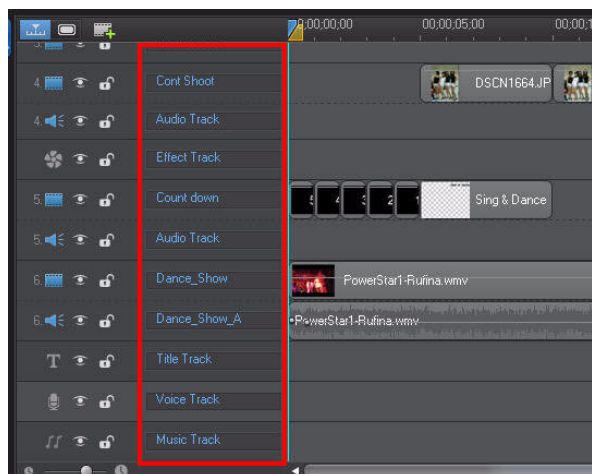 00;00;00;00 00;00;05;00 00;00;1
3.
4. Cont Shoot DSCN1664.JP
4. Audio Track
Effect Track
5. Count down 5 4 3 2 1 Sing & Dance
5. Audio Track
6. Dance_Show PowerStar1-Rufina.wmv
6. Dance_Show_A PowerStar1-Rufina.wmv
T Title Track
Voice Track
Music Track